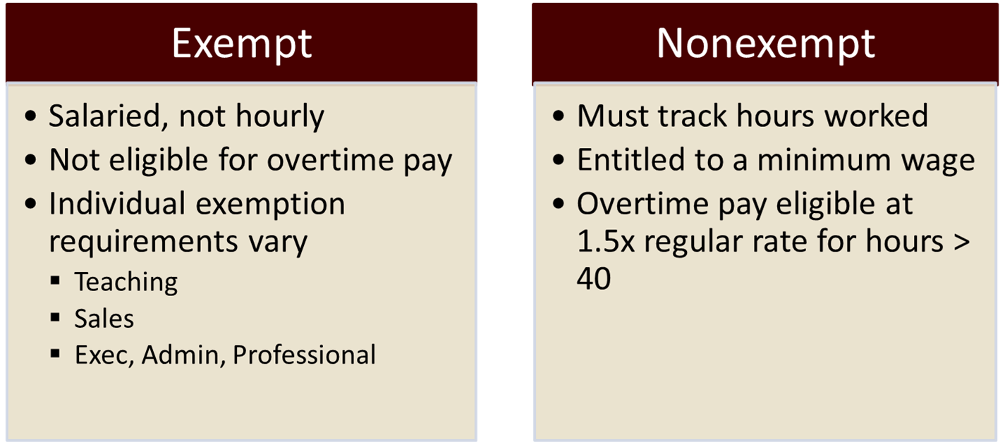 Exempt
• Salaried, not hourly
• Not eligible for overtime pay
• Individual exemption
requirements vary
▪ Teaching
▪ Sales
▪ Exec, Admin, Professional
Nonexempt
• Must track hours worked
• Entitled to a minimum wage
• Overtime pay eligible at
1.5x regular rate for hours >
40